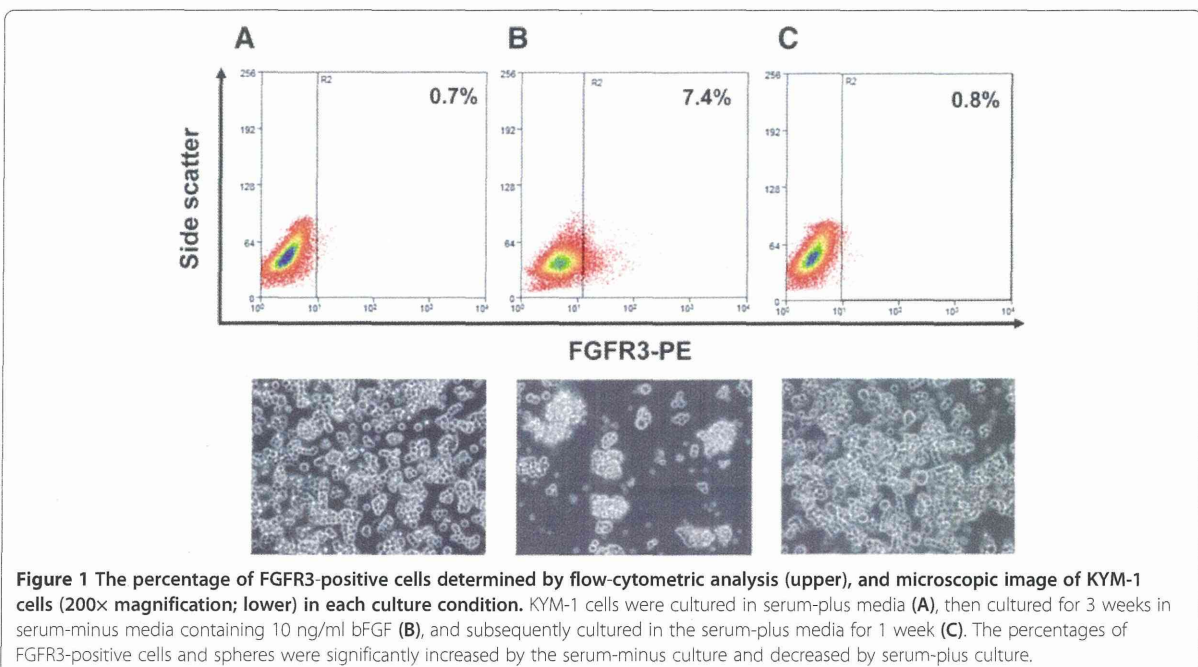 A B C
256 R2 0.7% 256 R2 7.4% 256 R2 0.8%
192 192 192
128 128 128
64 64 64
0 0 0
10⁰ 10¹ 10² 10³ 10⁴ 10⁰ 10¹ 10² 10³ 10⁴ 10⁰ 10¹ 10² 10³ 10⁴
Side scatter
FGFR3-PE
Figure 1 The percentage of FGFR3-positive cells determined by flow-cytometric analysis (upper), and microscopic image of KYM-1
cells (200× magnification; lower) in each culture condition. KYM-1 cells were cultured in serum-plus media (A), then cultured for 3 weeks in
serum-minus media containing 10 ng/ml bFGF (B), and subsequently cultured in the serum-plus media for 1 week (C). The percentages of
FGFR3-positive cells and spheres were significantly increased by the serum-minus culture and decreased by serum-plus culture.